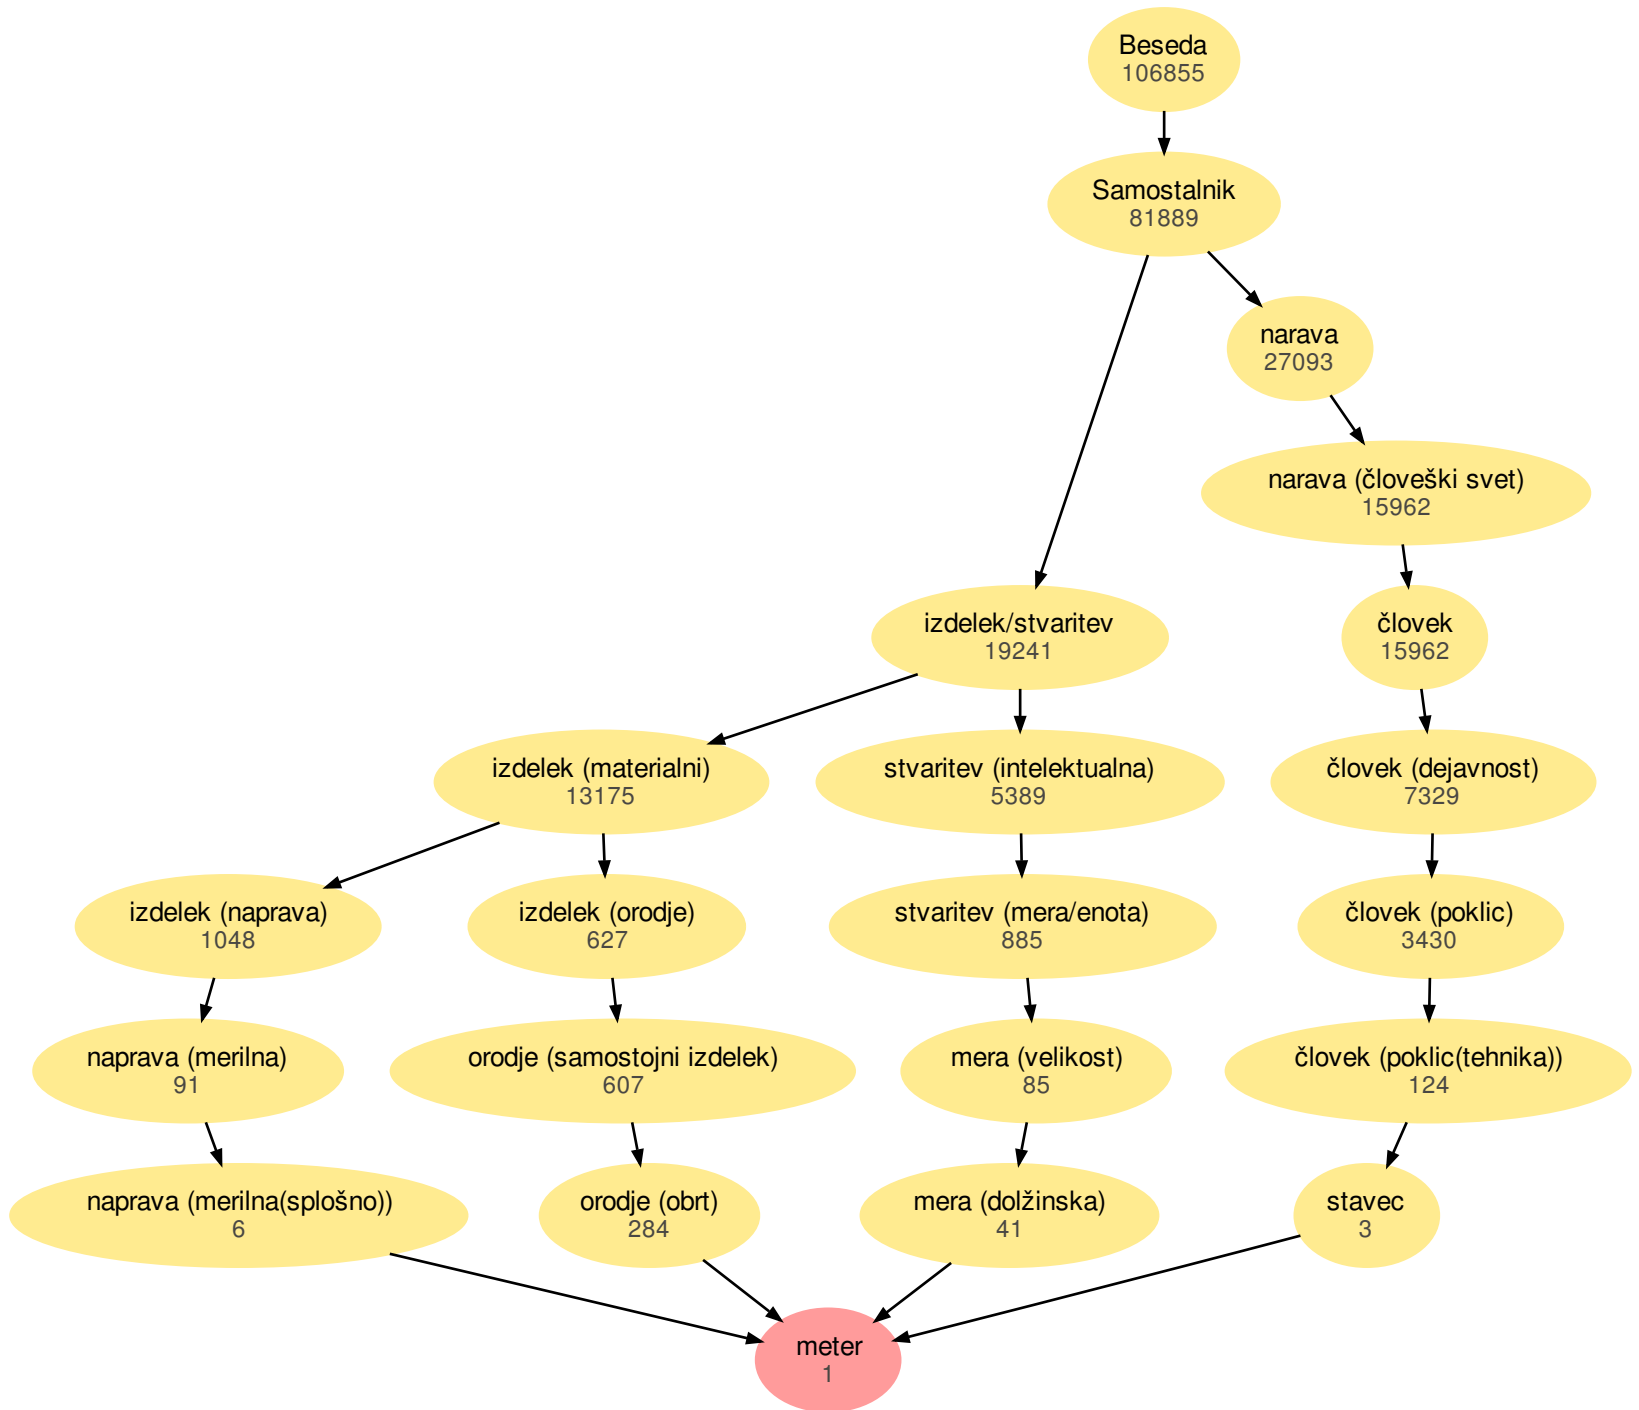 Beseda
106855
Samostalnik
81889
narava
27093
narava (človeški svet)
15962
izdelek/stvaritev
19241
človek
15962
izdelek (materialni)
13175
stvaritev (intelektualna)
5389
človek (dejavnost)
7329
izdelek (naprava)
1048
izdelek (orodje)
627
stvaritev (mera/enota)
885
človek (poklic)
3430
naprava (merilna)
91
orodje (samostojni izdelek)
607
mera (velikost)
85
človek (poklic(tehnika))
124
naprava (merilna(splošno))
6
orodje (obrt)
284
mera (dolžinska)
41
stavec
3
meter
1